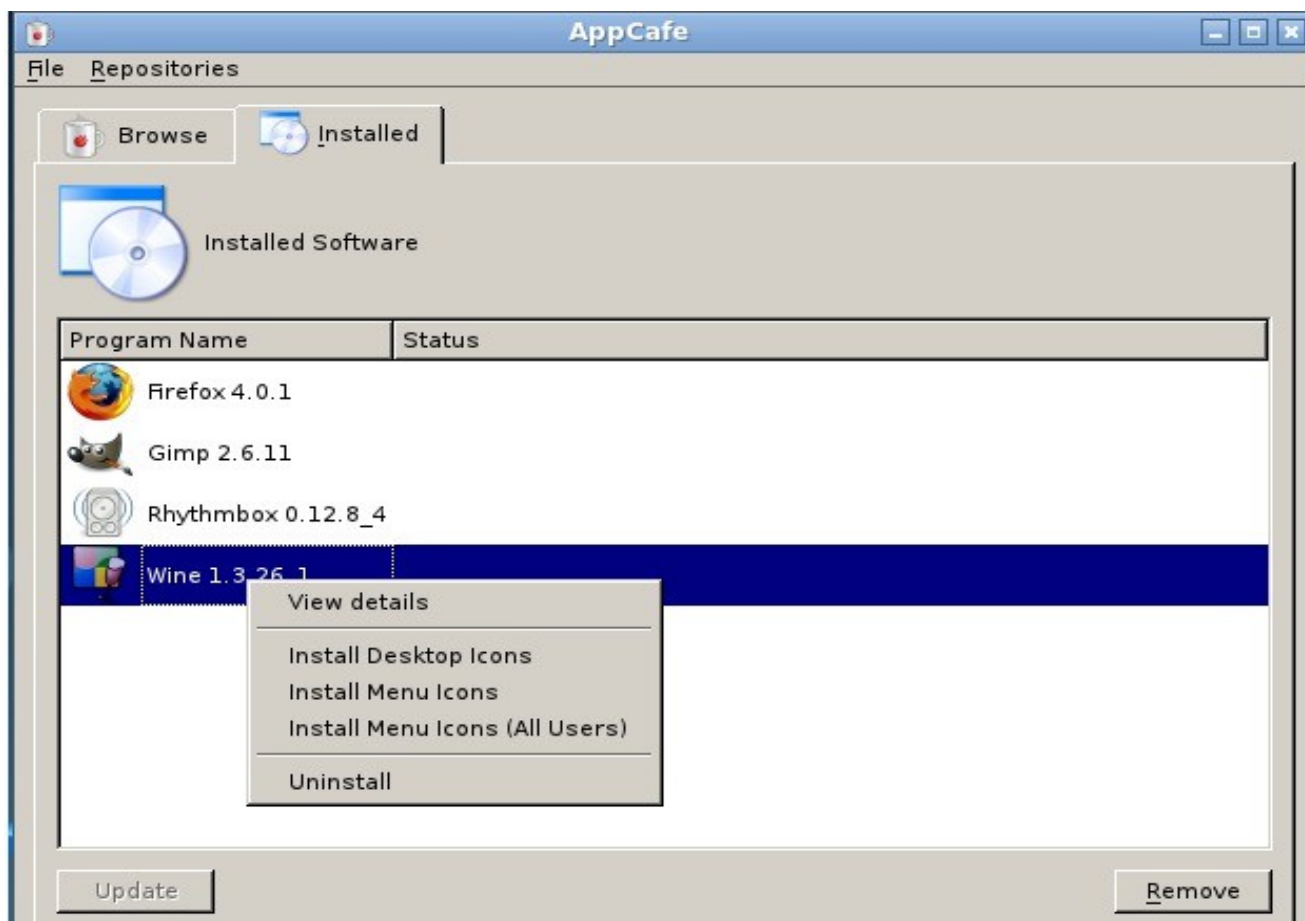 AppCafe
File Repositories
Browse Installed
Installed Software
Program Name Status
Firefox 4.0.1
Gimp 2.6.11
Rhythmbox 0.12.8_4
Wine 1.3.26_1
View details
Install Desktop Icons
Install Menu Icons
Install Menu Icons (All Users)
Uninstall
Update Remove